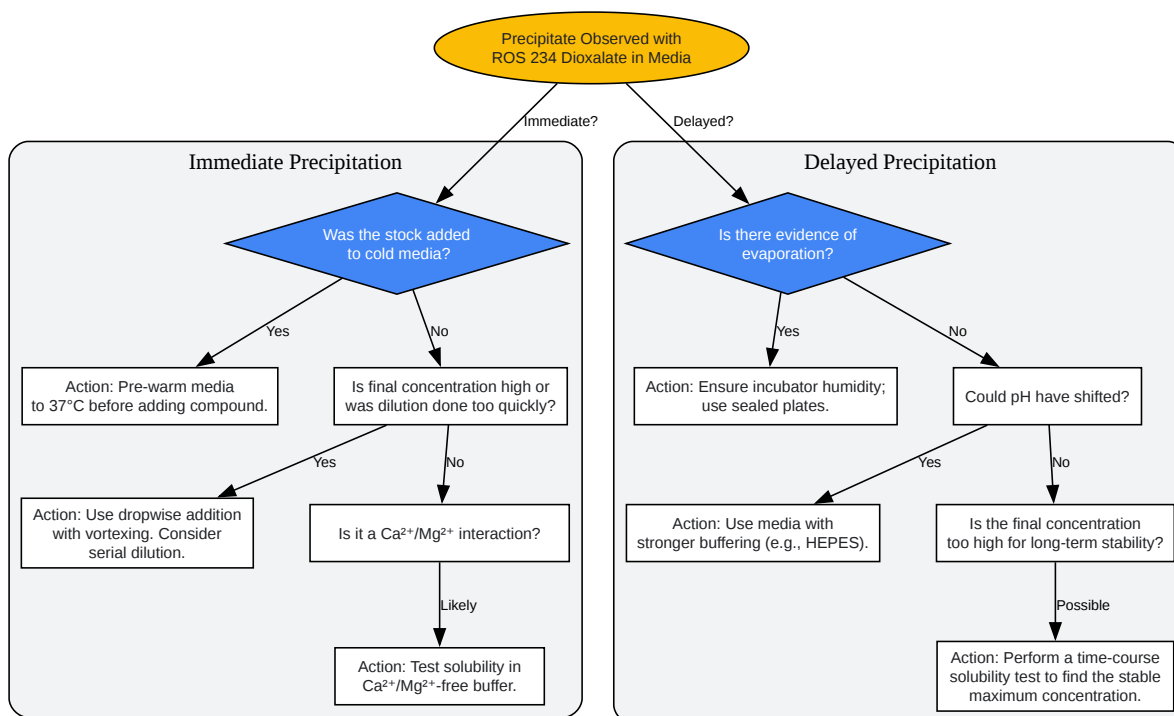 Precipitate Observed with
ROS 234 Dioxalate in Media
Immediate?
Delayed?
Immediate Precipitation
Was the stock added
to cold media?
Yes
No
Action: Pre-warm media
to 37°C before adding compound.
Is final concentration high or
was dilution done too quickly?
Yes
No
Action: Use dropwise addition
with vortexing. Consider
serial dilution.
Is it a Ca²⁺/Mg²⁺ interaction?
Likely
Action: Test solubility in
Ca²⁺/Mg²⁺-free buffer.
Delayed Precipitation
Is there evidence of
evaporation?
Yes
No
Action: Ensure incubator humidity;
use sealed plates.
Could pH have shifted?
Yes
No
Action: Use media with
stronger buffering (e.g., HEPES).
Is the final concentration
too high for long-term stability?
Possible
Action: Perform a time-course
solubility test to find the stable
maximum concentration.